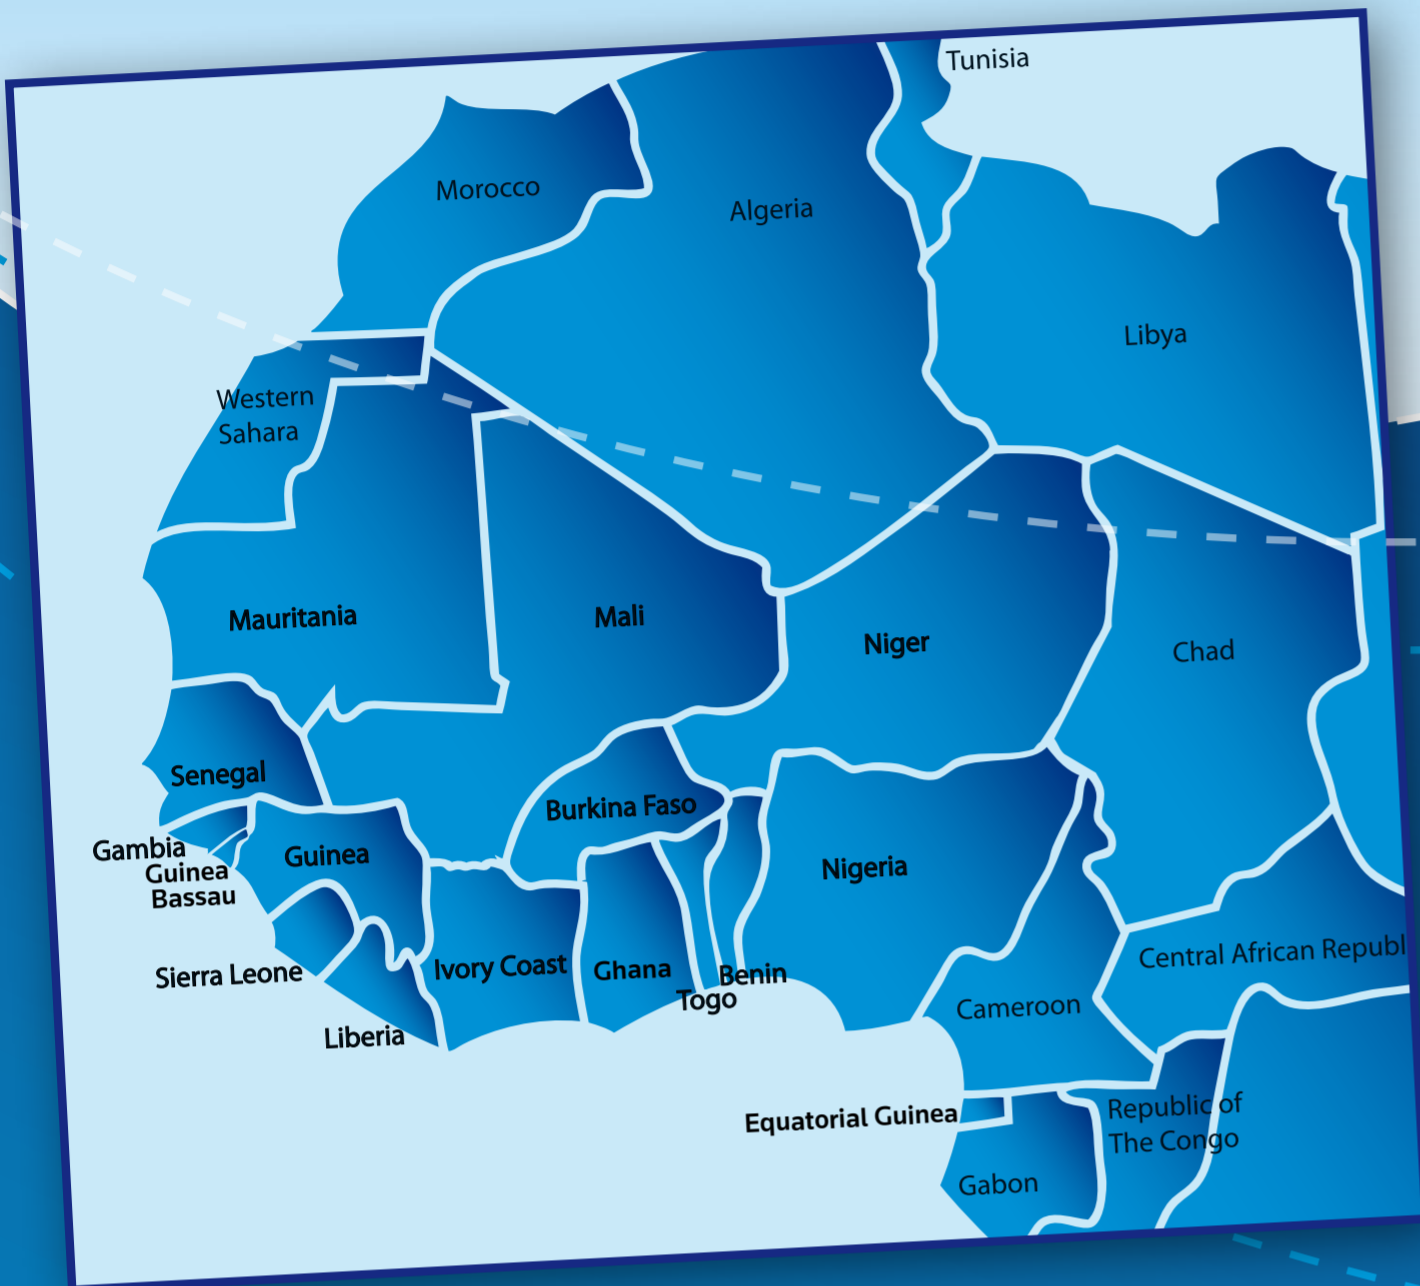 Tunisia
Morocco
Algeria
Libya
Western
Sahara
Mauritania
Mali
Niger
Chad
Senegal
Burkina Faso
Gambia
Guinea
Bassau
Guinea
Nigeria
Sierra Leone
Ivory Coast
Ghana
Togo
Benin
Central African Republ
Liberia
Cameroon
Equatorial Guinea
Republic of
The Congo
Gabon